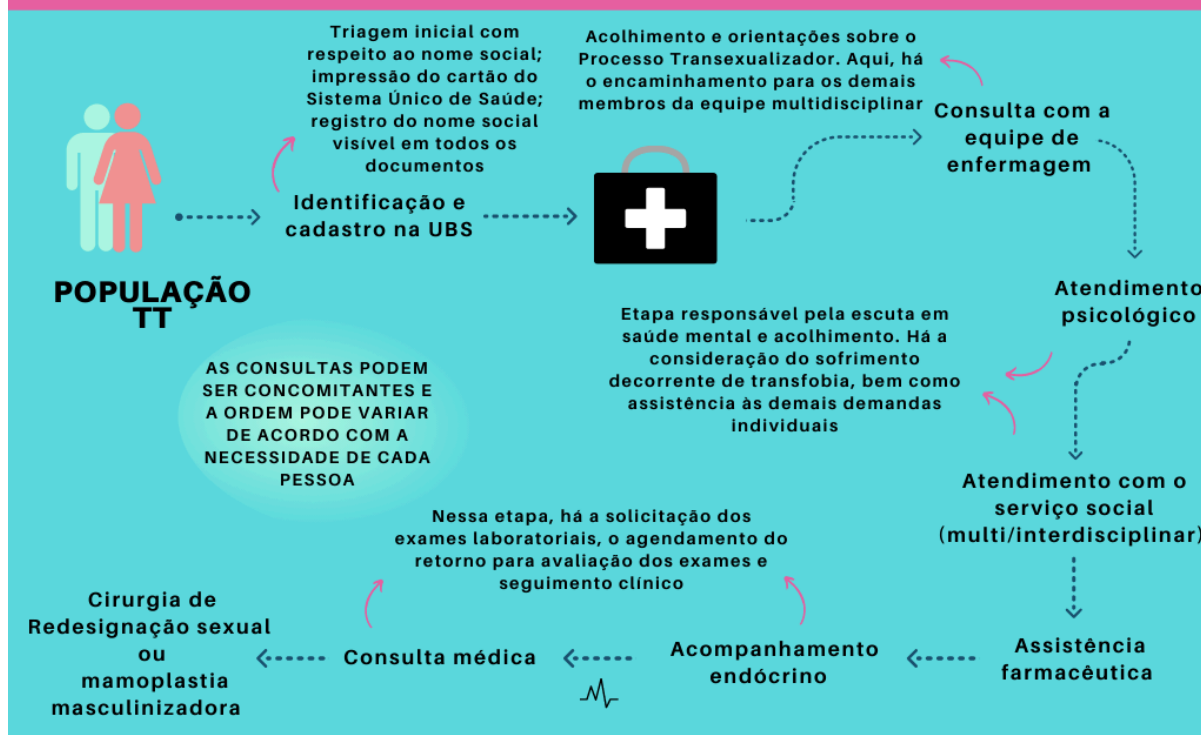 Triagem inicial com
respeito ao nome social;
impressão do cartão do
Sistema Único de Saúde;
registro do nome social
visível em todos os
documentos
Acolhimento e orientações sobre o
Processo Transexualizador. Aqui, há
o encaminhamento para os demais
membros da equipe multidisciplinar
Consulta com a
equipe de
enfermagem
Identificação e
cadastro na UBS
POPULAÇÃO
TT
Atendimento
psicológico
Etapa responsável pela escuta em
saúde mental e acolhimento. Há a
consideração do sofrimento
decorrente de transfobia, bem como
assistência às demais demandas
individuais
AS CONSULTAS PODEM
SER CONCOMITANTES E
A ORDEM PODE VARIAR
DE ACORDO COM A
NECESSIDADE DE CADA
PESSOA
Atendimento com o
serviço social
(multi/interdisciplinar)
Nessa etapa, há a solicitação dos
exames laboratoriais, o agendamento do
retorno para avaliação dos exames e
seguimento clínico
Cirurgia de
Redesignação sexual
ou
mamoplastia
masculinizadora
Consulta médica
Acompanhamento
endócrino
Assistência
farmacêutica